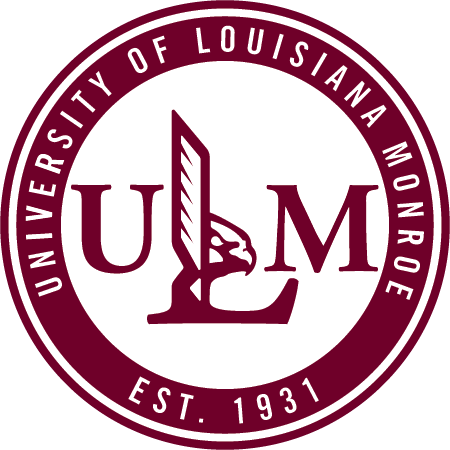 UNIVERSITY OF LOUISIANA MONROE
ULM
EST. 1931